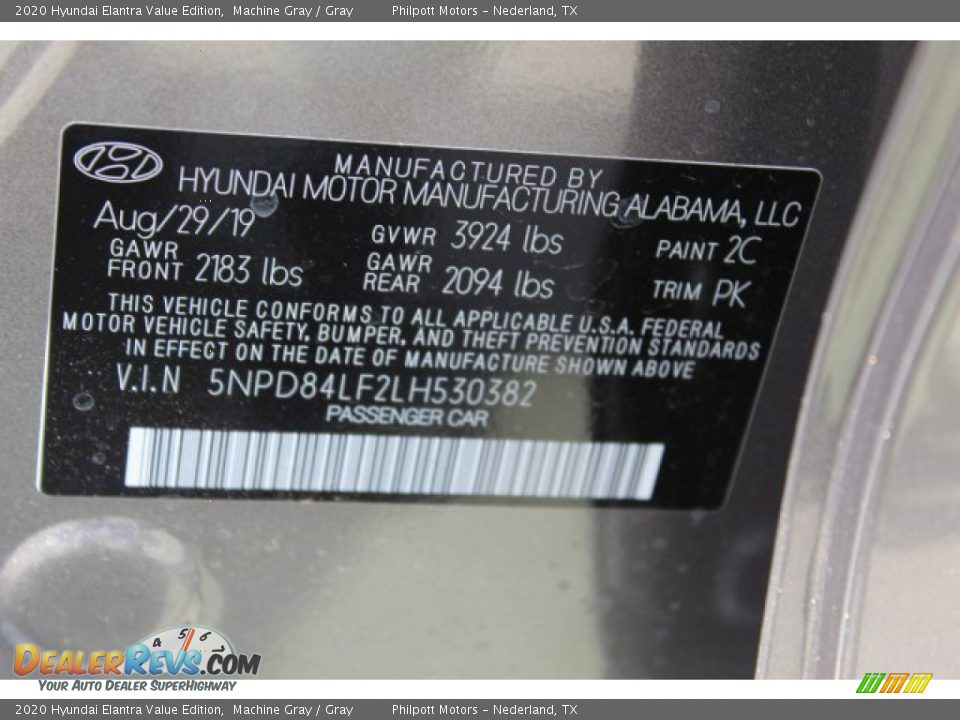 2020 Hyundai Elantra Value Edition, Machine Gray / Gray Philpott Motors - Nederland, TX
MANUFACTURED BY
HYUNDAI MOTOR MANUFACTURING ALABAMA, LLC
Aug/29/19 GVWR 3924 lbs PAINT 2C
GAWR FRONT 2183 lbs GAWR REAR 2094 lbs TRIM PK
THIS VEHICLE CONFORMS TO ALL APPLICABLE U.S.A. FEDERAL
MOTOR VEHICLE SAFETY, BUMPER, AND THEFT PREVENTION STANDARDS
IN EFFECT ON THE DATE OF MANUFACTURE SHOWN ABOVE
V.I.N 5NPD84LF2LH530382
PASSENGER CAR
4 5 6 7
DEALERREVS.COM
YOUR AUTO DEALER SUPERHIGHWAY
2020 Hyundai Elantra Value Edition, Machine Gray / Gray Philpott Motors - Nederland, TX